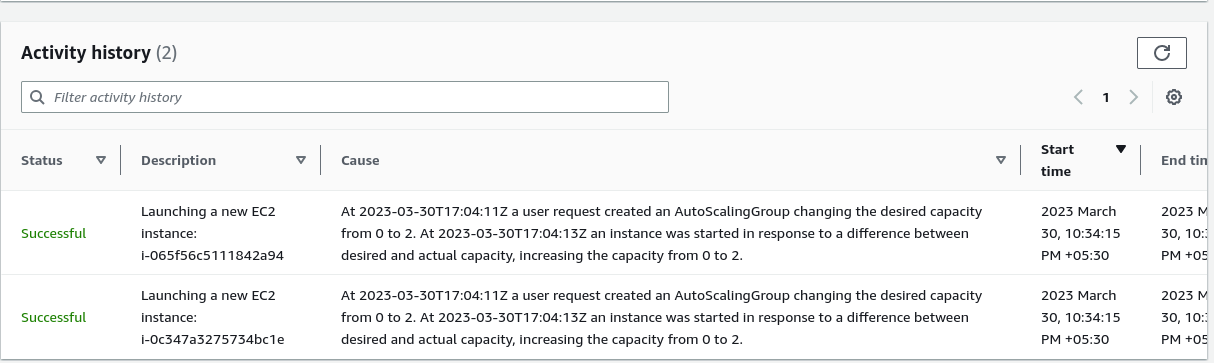 Activity history (2)
Filter activity history
1
Status Description Cause Start time End tim
Successful
Launching a new EC2
instance:
i-065f56c5111842a94
At 2023-03-30T17:04:11Z a user request created an AutoScalingGroup changing the desired capacity
from 0 to 2. At 2023-03-30T17:04:13Z an instance was started in response to a difference between
desired and actual capacity, increasing the capacity from 0 to 2.
2023 March
30, 10:34:15
PM +05:30
2023 M
30, 10:
PM +05
Successful
Launching a new EC2
instance:
i-0c347a3275734bc1e
At 2023-03-30T17:04:11Z a user request created an AutoScalingGroup changing the desired capacity
from 0 to 2. At 2023-03-30T17:04:13Z an instance was started in response to a difference between
desired and actual capacity, increasing the capacity from 0 to 2.
2023 March
30, 10:34:15
PM +05:30
2023 M
30, 10:
PM +05